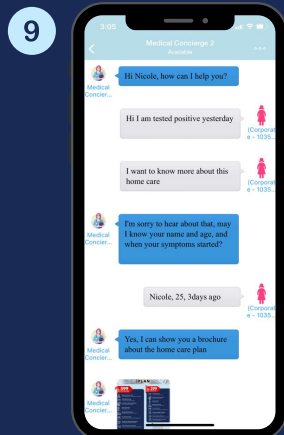 9
3:05
Medical Concierge 2
Available
Hi Nicole, how can I help you?
Medical
Concier...
Hi I am tested positive yesterday
(Corporat
e - 1035...
I want to know more about this
home care
(Corporat
e - 1035...
I'm sorry to hear about that, may
I know your name and age, and
when your symptoms started?
Medical
Concier...
Nicole, 25, 3days ago
(Corporat
e - 1035...
Yes, I can show you a brochure
about the home care plan
Medical
Concier...
PLAN
Medical
Concier...